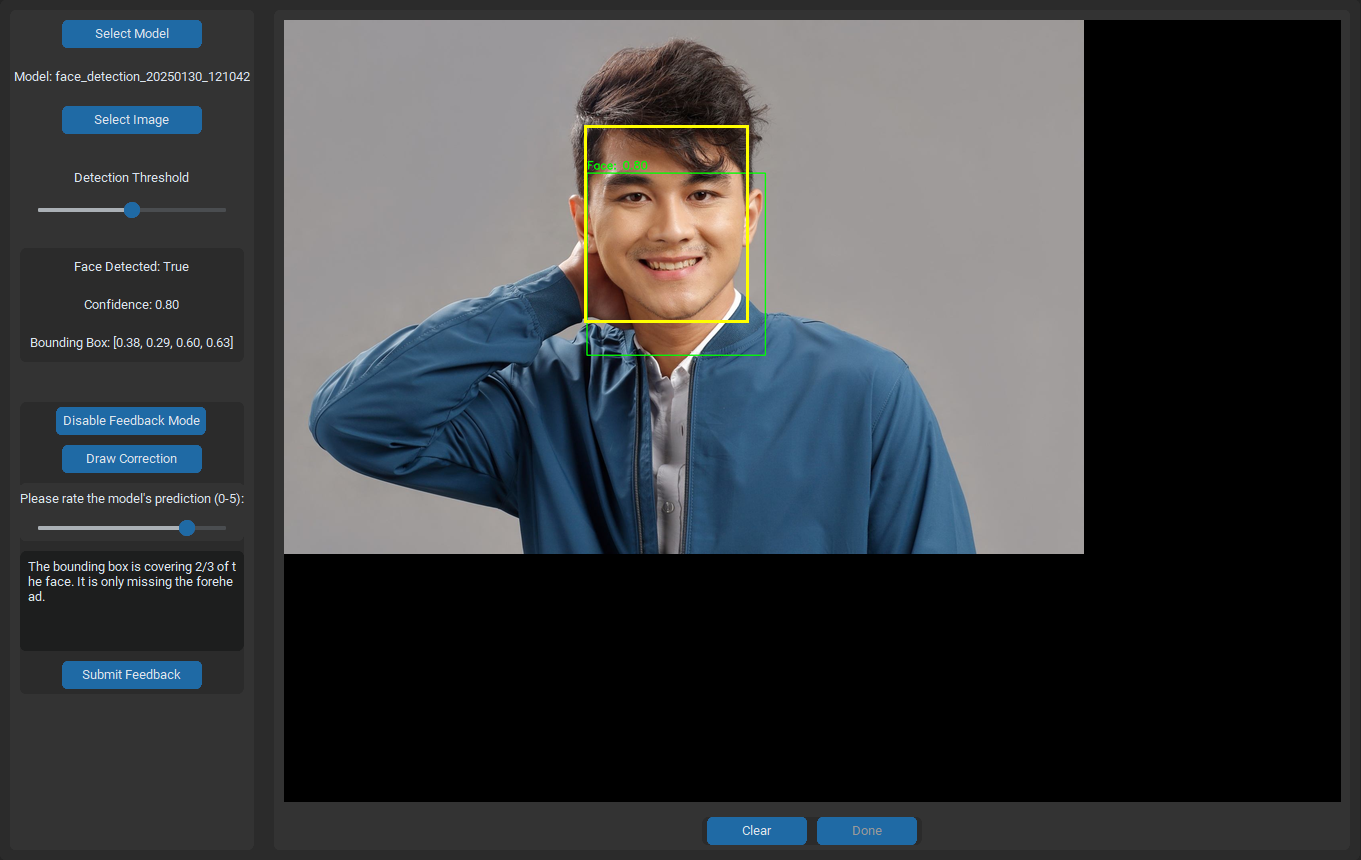 Select Model
Model: face_detection_20250130_121042
Select Image
Detection Threshold
Face Detected: True
Confidence: 0.80
Bounding Box: [0.38, 0.29, 0.60, 0.63]
Disable Feedback Mode
Draw Correction
Please rate the model's prediction (0-5):
The bounding box is covering 2/3 of t
he face. It is only missing the forehe
ad.
Submit Feedback
Face: 0.80
Clear
Done